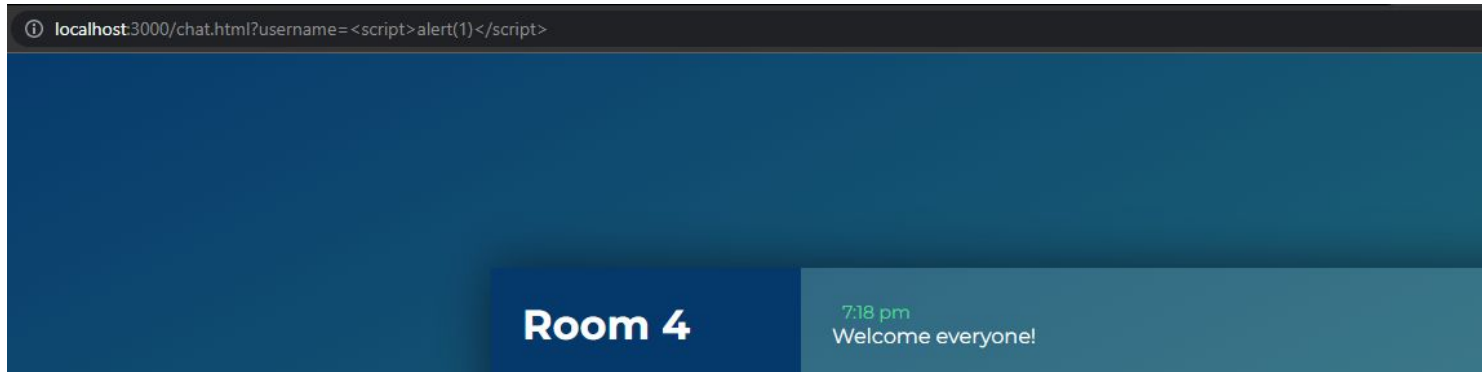 localhost:3000/chat.html?username=<script>alert(1)</script>
Room 4
7:18 pm
Welcome everyone!